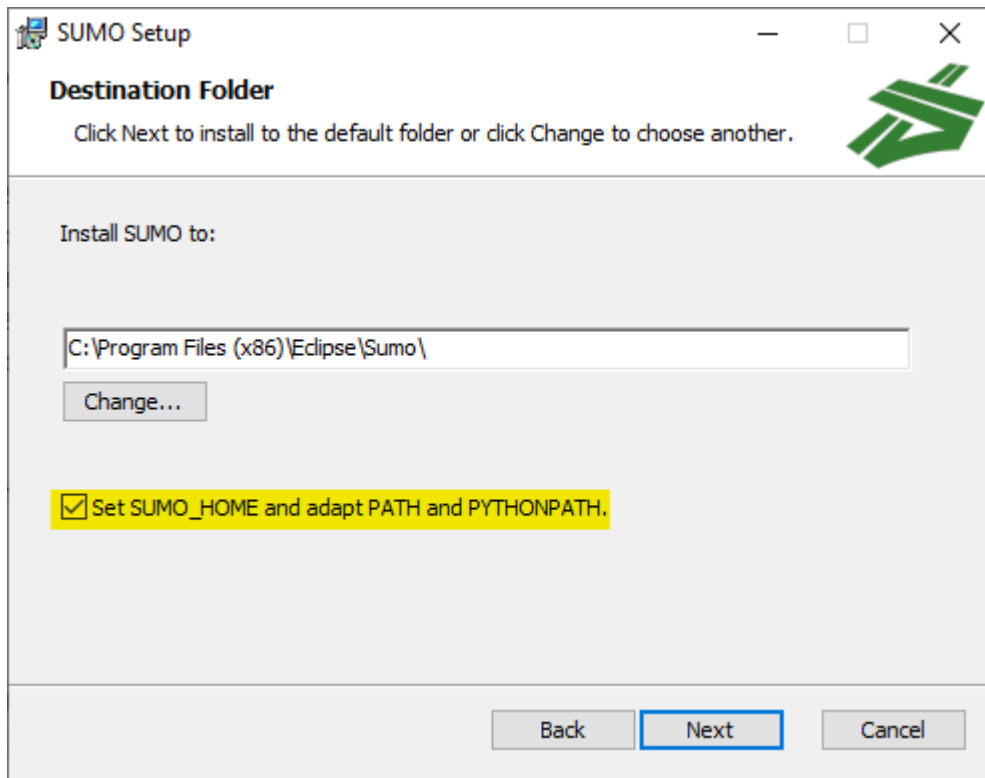 SUMO Setup
Destination Folder
Click Next to install to the default folder or click Change to choose another.
Install SUMO to:
C:\Program Files (x86)\Eclipse\Sumo\
Change...
Set SUMO_HOME and adapt PATH and PYTHONPATH.
Back
Next
Cancel